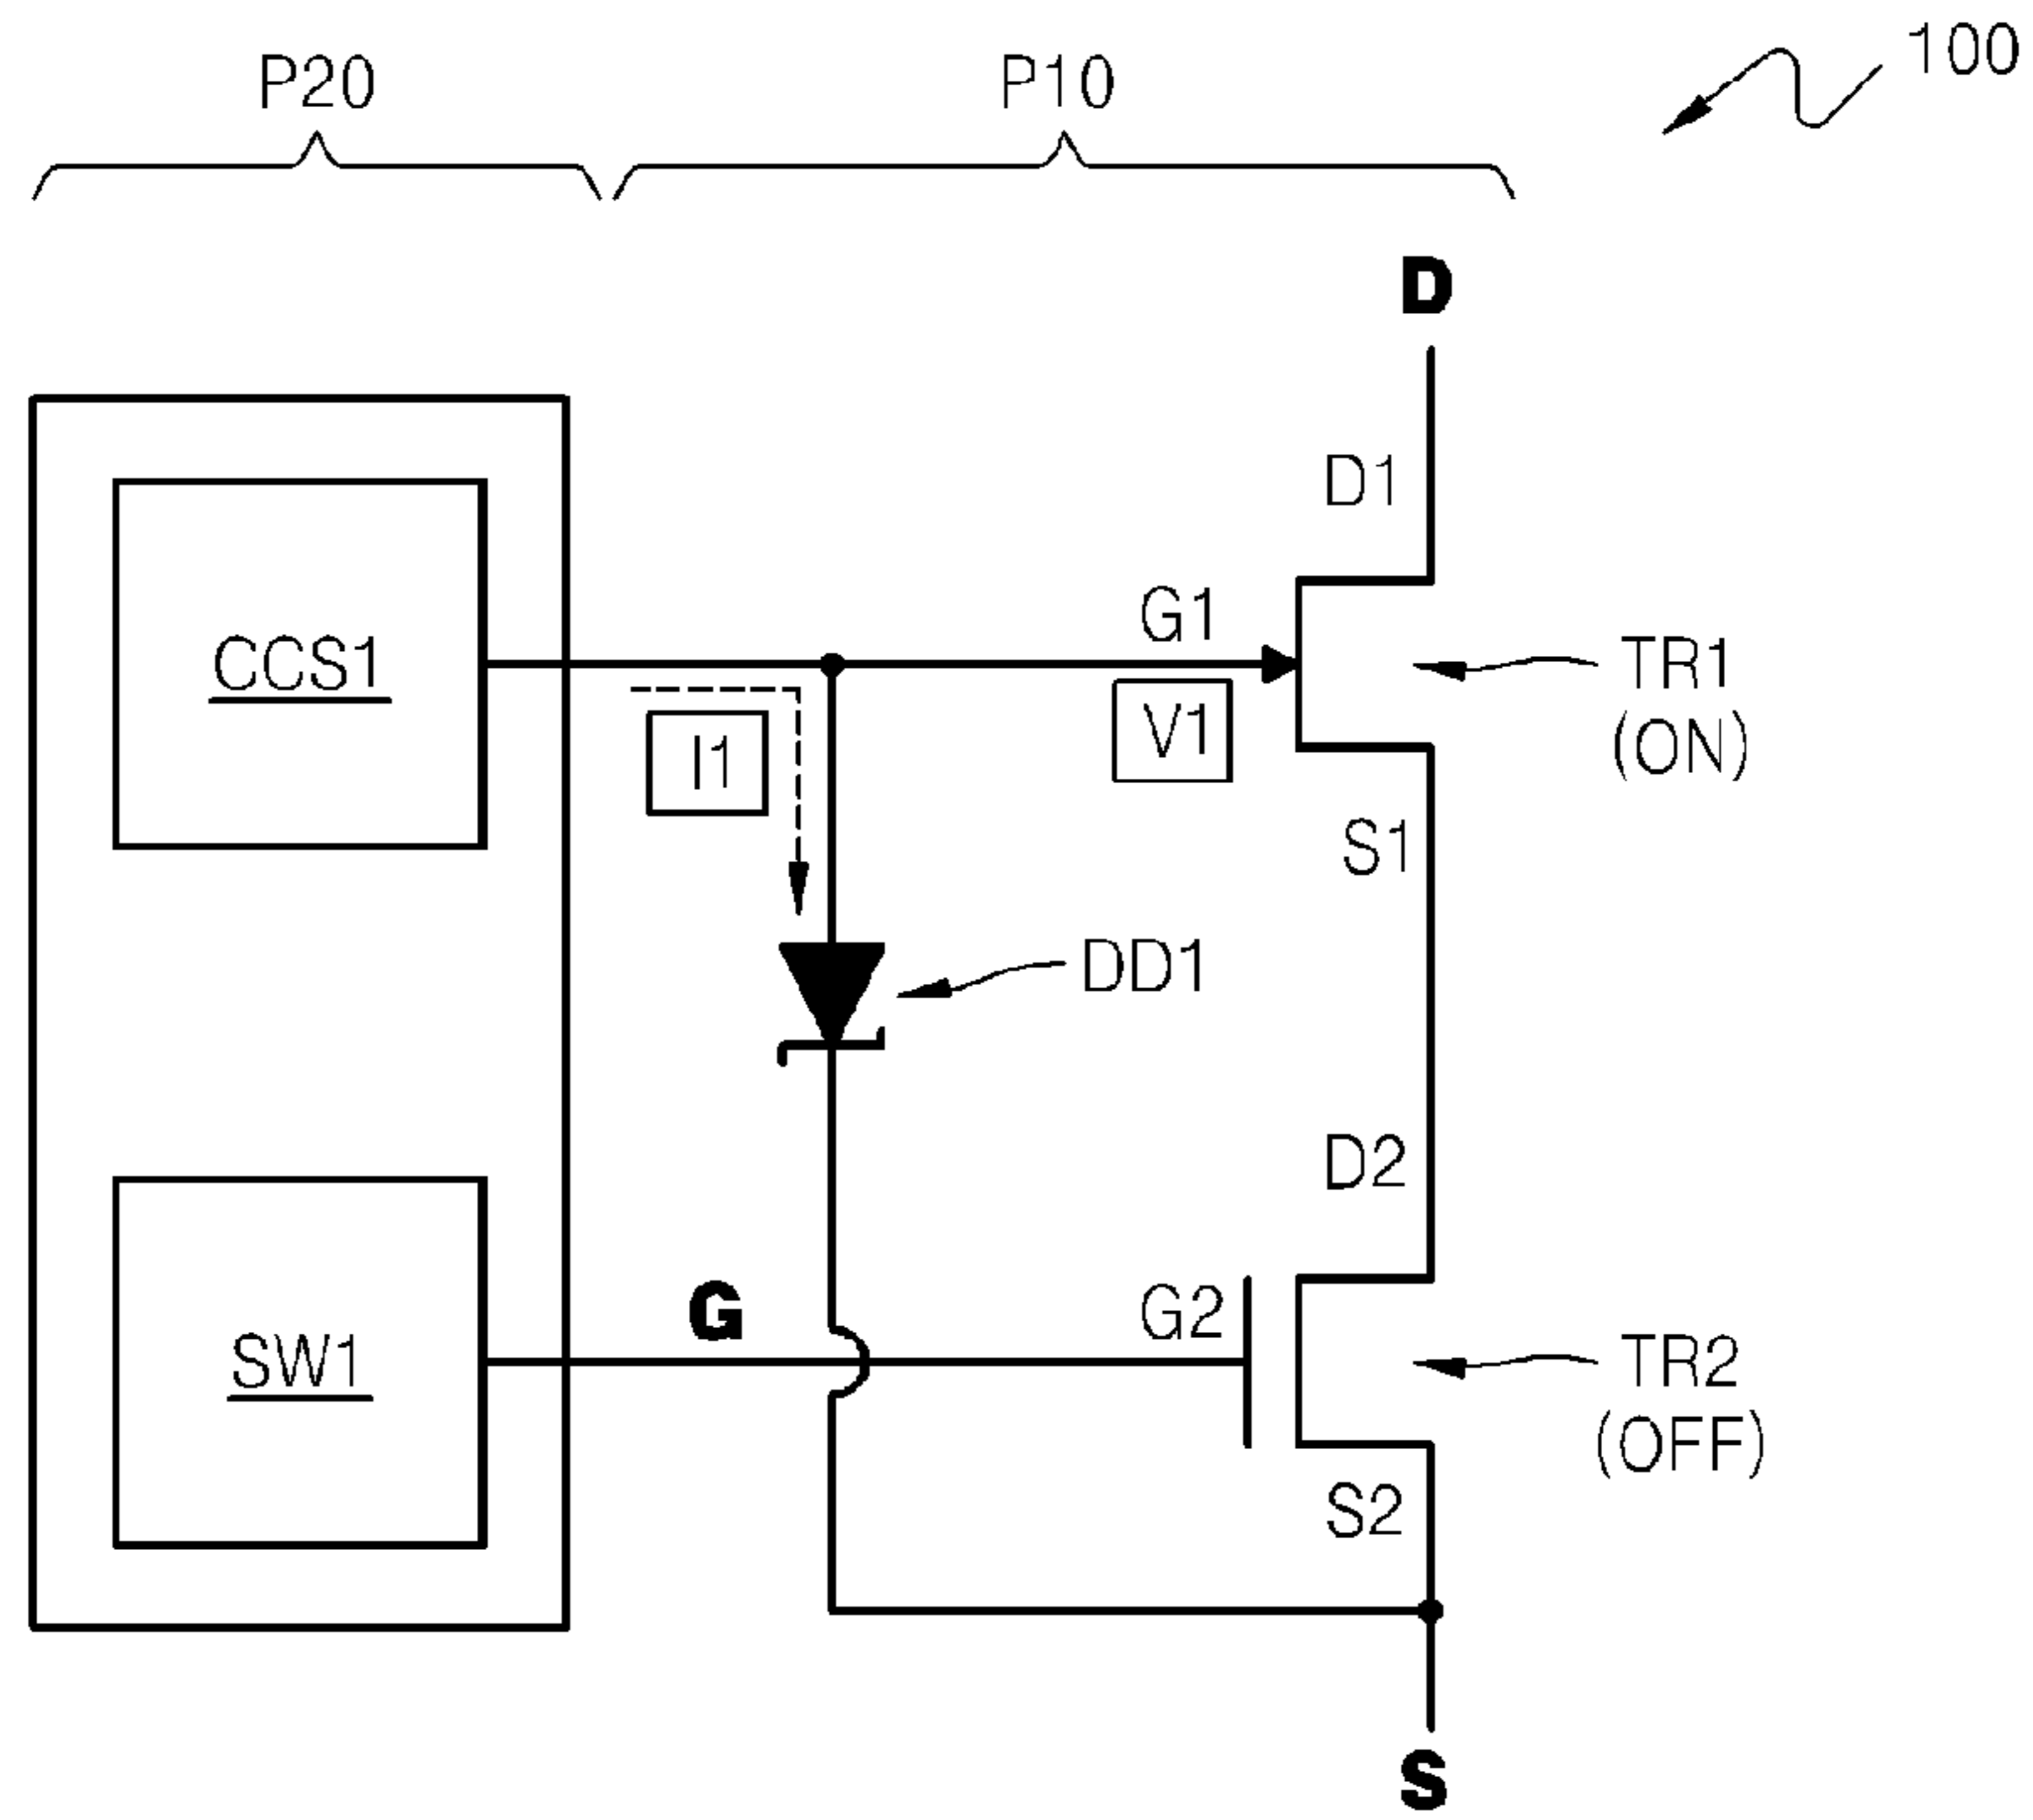 100
P20
P10
D
D1
G1
CCS1
TR1
(ON)
V1
I1
S1
DD1
D2
G
G2
SW1
TR2
(OFF)
S2
S